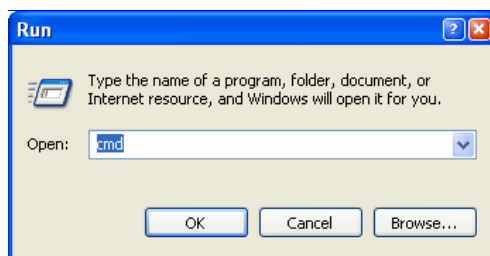 Run
Type the name of a program, folder, document, or
Internet resource, and Windows will open it for you.
Open: cmd
OK Cancel Browse...